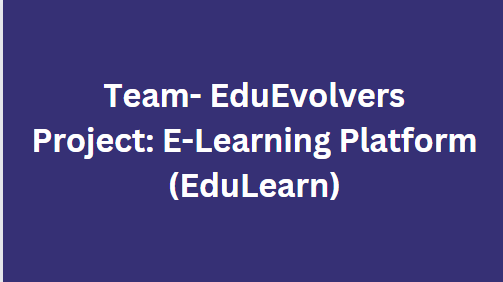 Team- EduEvolvers
Project: E-Learning Platform
(EduLearn)